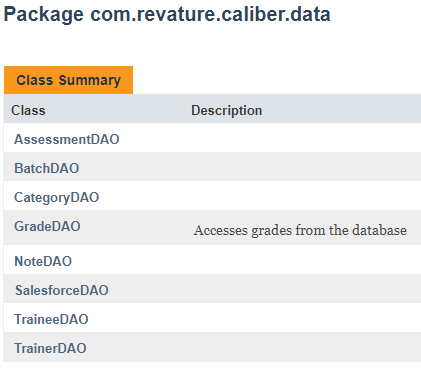 Package com.revature.caliber.data
Class Summary
Class Description
AssessmentDAO
BatchDAO
CategoryDAO
GradeDAO Accesses grades from the database
NoteDAO
SalesforceDAO
TraineeDAO
TrainerDAO